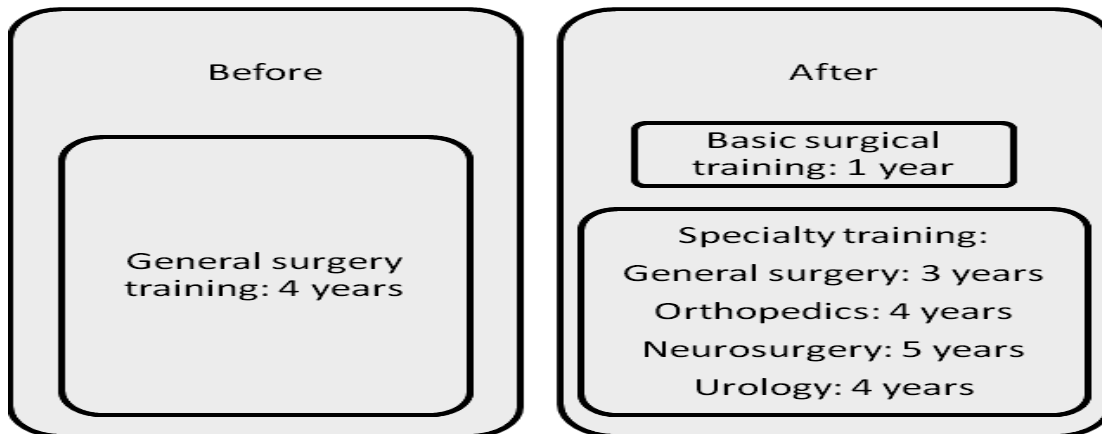 Before
General surgery
training: 4 years
After
Basic surgical
training: 1 year
Specialty training:
General surgery: 3 years
Orthopedics: 4 years
Neurosurgery: 5 years
Urology: 4 years